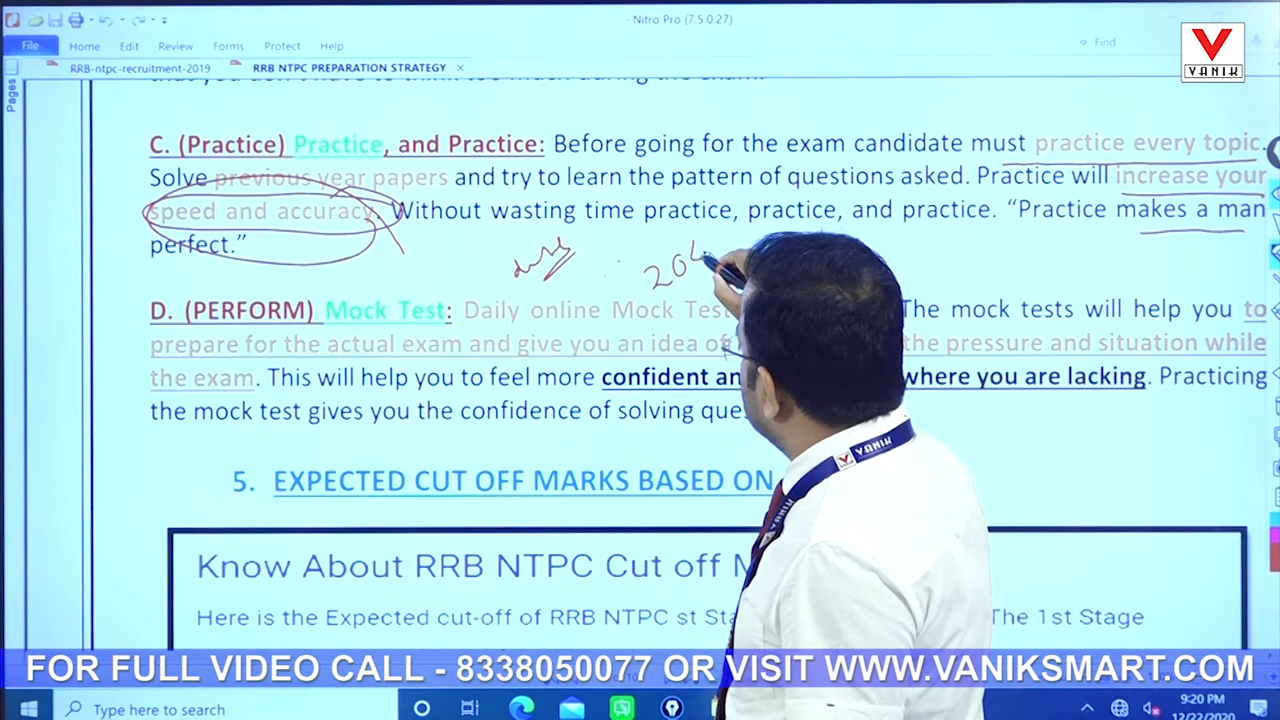 - Nitro Pro (7.5.0.27)
File Home Edit Review Forms Protect Help Find
RRB-ntpc-recruitment-2019 RRB NTPC PREPARATION STRATEGY ×
VANIK
Pages
C. (Practice) Practice, and Practice: Before going for the exam candidate must practice every topic.
Solve previous year papers and try to learn the pattern of questions asked. Practice will increase your
speed and accuracy. Without wasting time practice, practice, and practice. “Practice makes a man
perfect.”
D. (PERFORM) Mock Test: Daily online Mock Test The mock tests will help you to
prepare for the actual exam and give you an idea of the pressure and situation while
the exam. This will help you to feel more confident where you are lacking. Practicing
the mock test gives you the confidence of solving
5. EXPECTED CUT OFF MARKS BASED ON
VANIK
Know About RRB NTPC Cut off
Here is the Expected cut-off of RRB NTPC st The 1st Stage
FOR FULL VIDEO CALL - 8338050077 OR VISIT WWW.VANIKSMART.COM
Type here to search
9:20 PM
12/22/2020